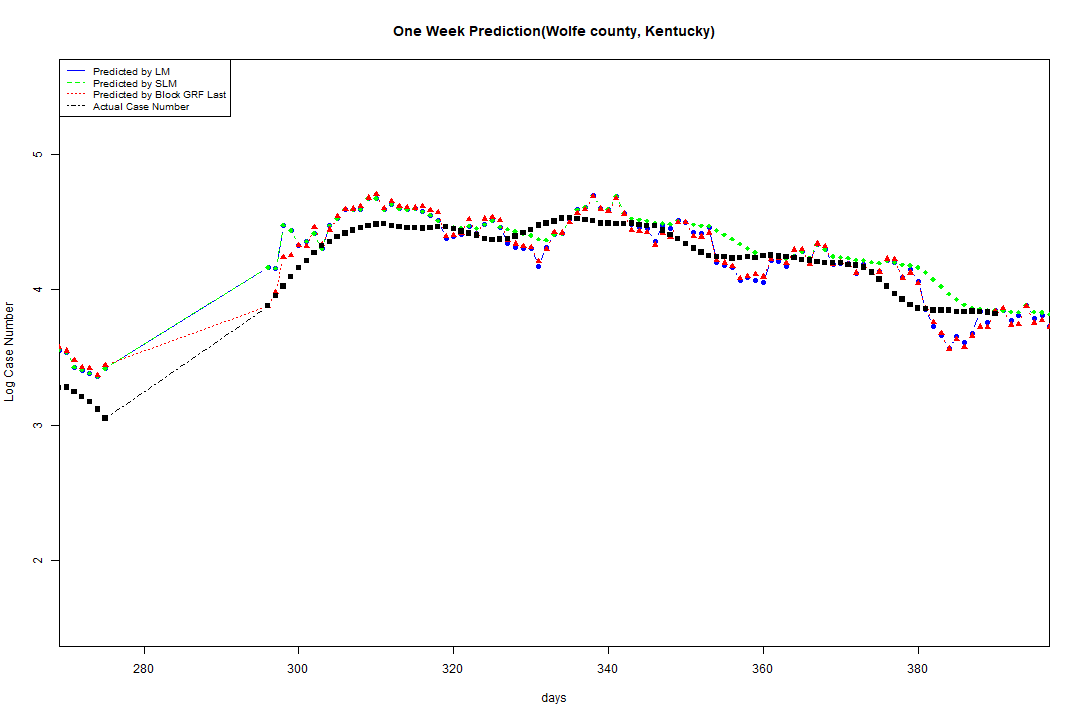 One Week Prediction(Wolfe county, Kentucky)
Predicted by LM
Predicted by SLM
Predicted by Block GRF Last
Actual Case Number
5
4
3
2
Log Case Number
280 300 320 340 360 380
days